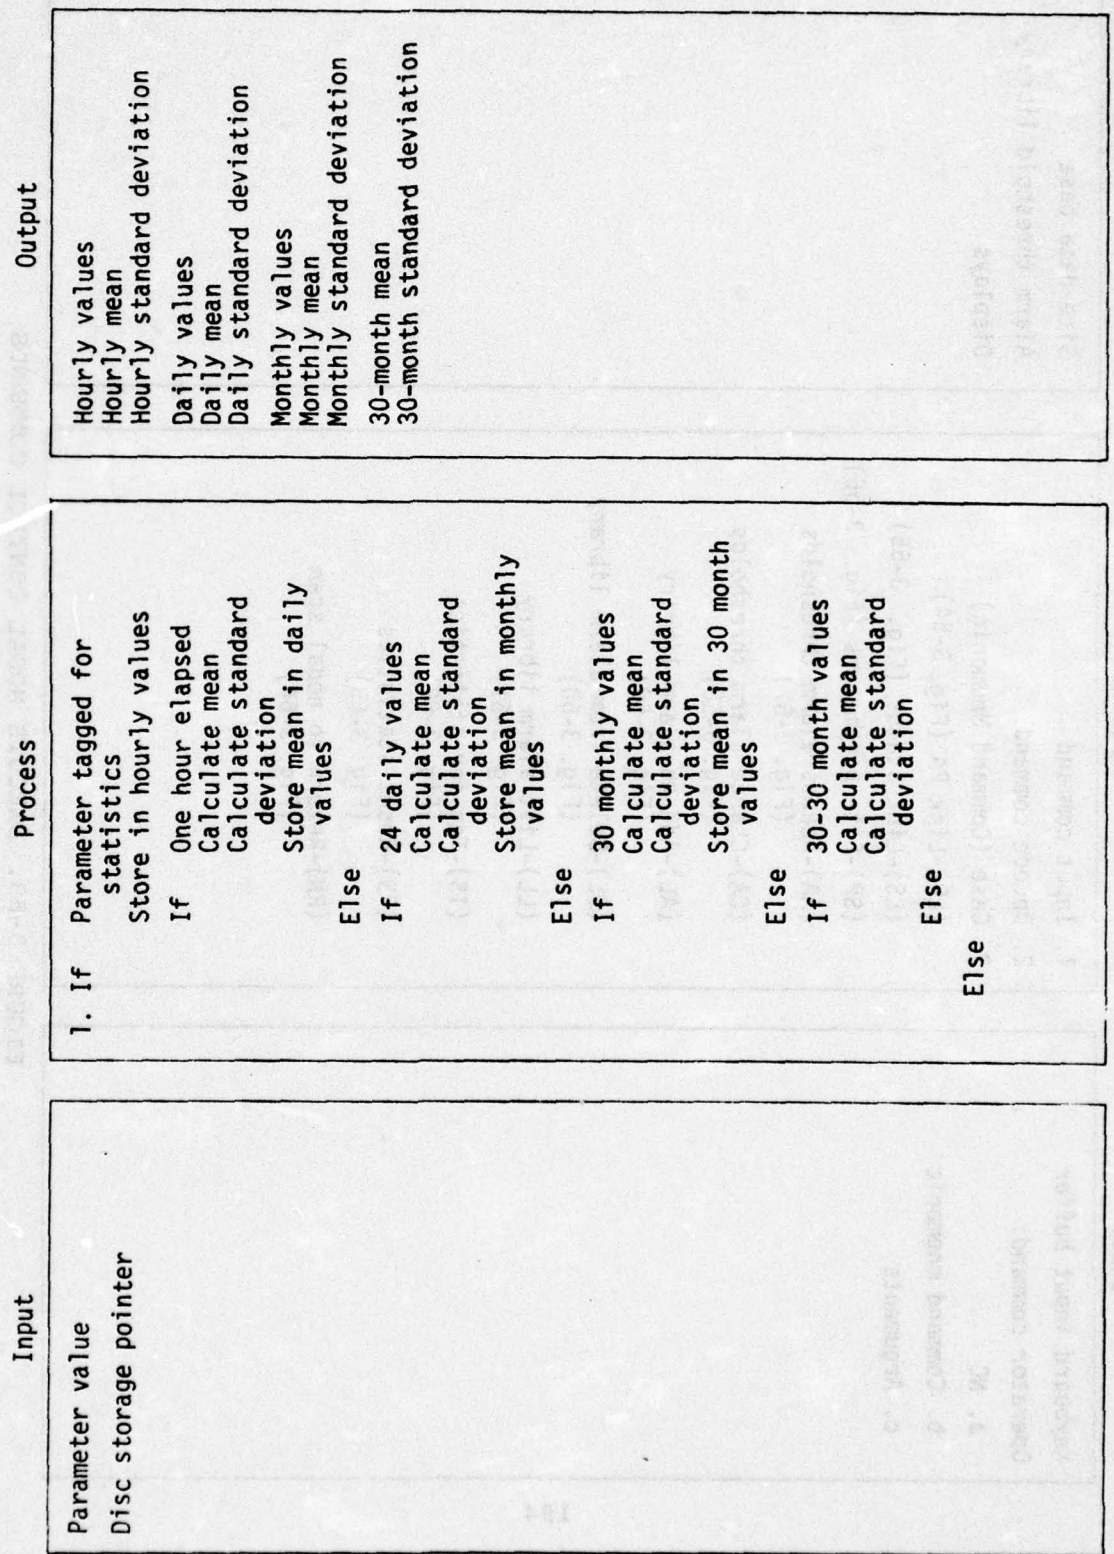 Input
Parameter value
Disc storage pointer
Process
1. If Parameter tagged for
statistics
Store in hourly values
If One hour elapsed
Calculate mean
Calculate standard
deviation
Store mean in daily
values
Else
If 24 daily values
Calculate mean
Calculate standard
deviation
Store mean in monthly
values
Else
If 30 monthly values
Calculate mean
Calculate standard
deviation
Store mean in 30 month
values
Else
If 30-30 month values
Calculate means
Calculate standard
deviation
Else
Else
Output
Hourly values
Hourly mean
Hourly standard deviation
Daily values
Daily mean
Daily standard deviation
Monthly values
Monthly mean
Monthly standard deviation
30-month mean
30-month standard deviation